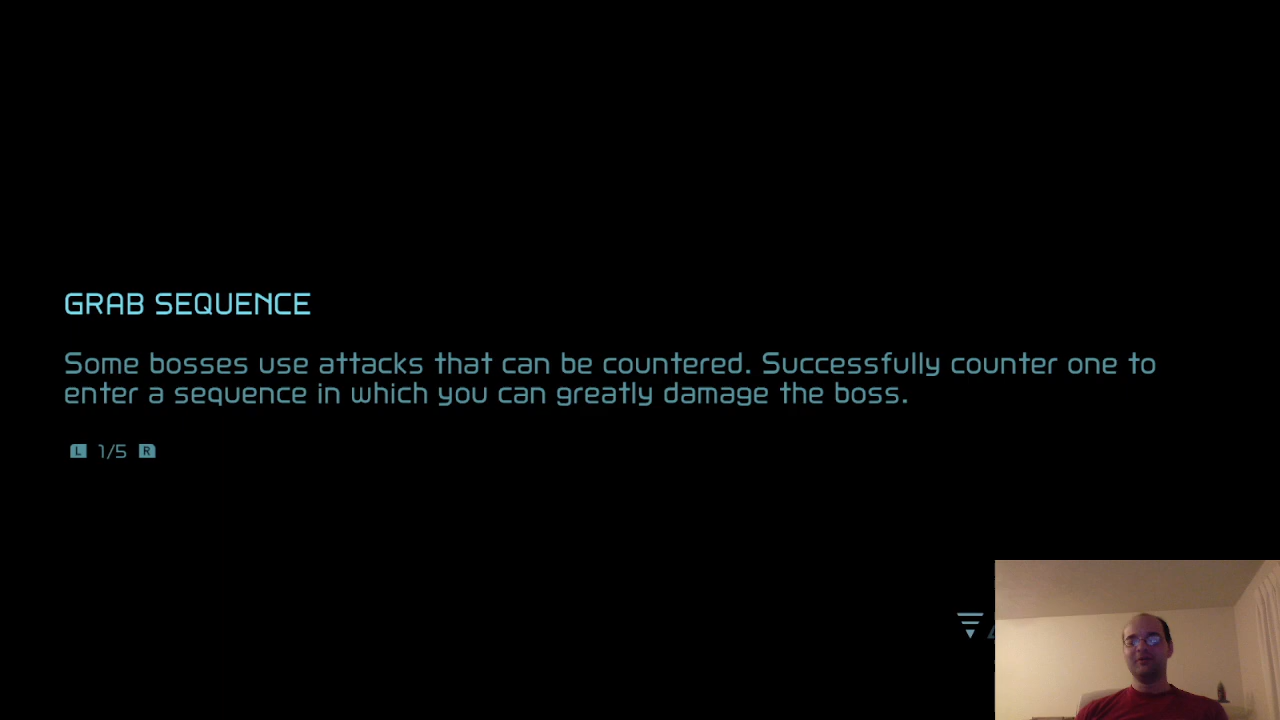 GRAB SEQUENCE
Some bosses use attacks that can be countered. Successfully counter one to
enter a sequence in which you can greatly damage the boss.
L 1/5 R